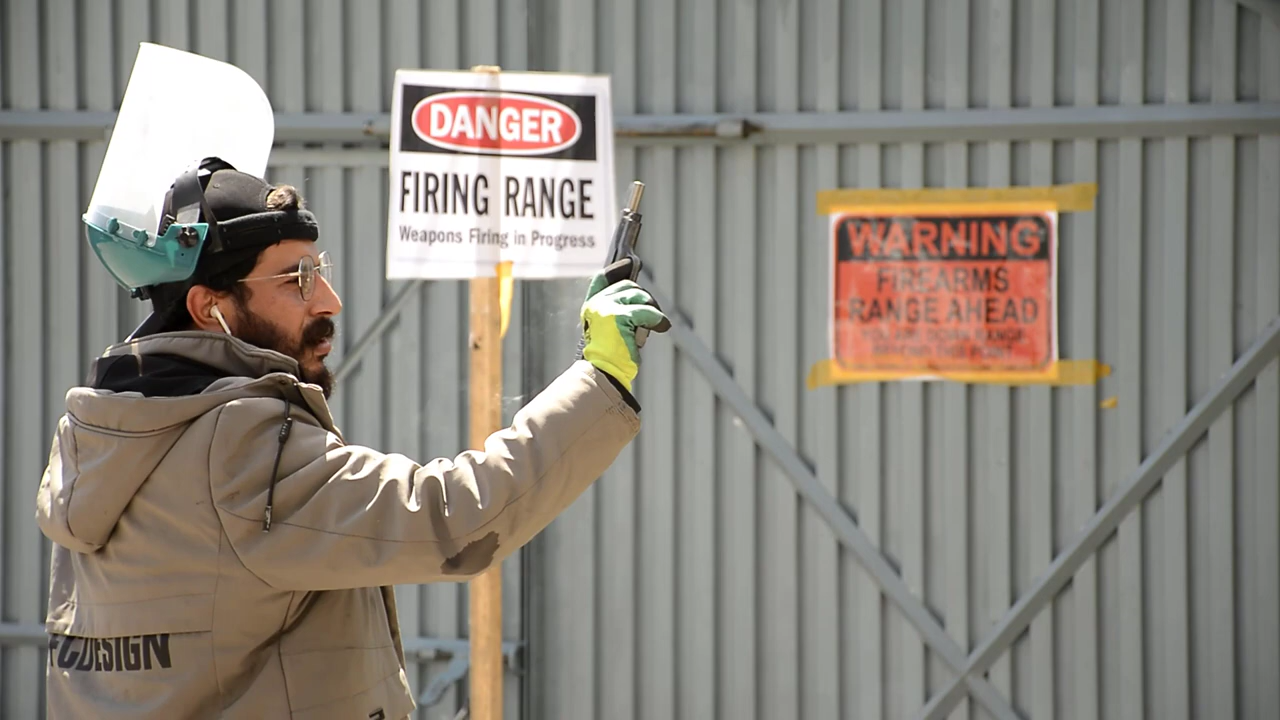 DANGER
FIRING RANGE
Weapons Firing in Progress
WARNING
FIREARMS
RANGE AHEAD
CDESIGN